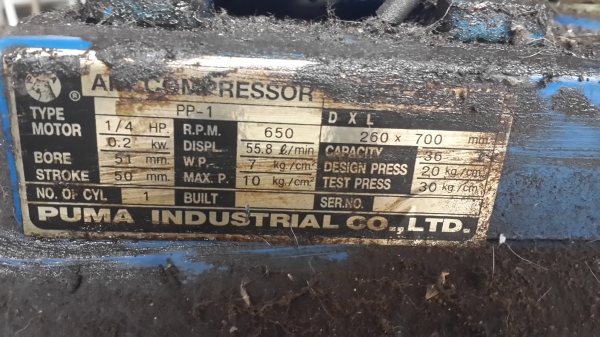 ® AIR COMPRESSOR
TYPE PP-1 D X L
MOTOR 1/4 HP R.P.M. 650 260 x 700 mm
0.2 kw. DISPL. 55.8 ℓ/min CAPACITY 36
BORE 51 mm W.P. 7 kg/cm² DESIGN PRESS 20 kg/cm²
STROKE 50 mm MAX. P. 10 kg/cm² TEST PRESS 30 kg/cm²
NO. OF CYL 1 BUILT SER.NO.
PUMA INDUSTRIAL CO., LTD.